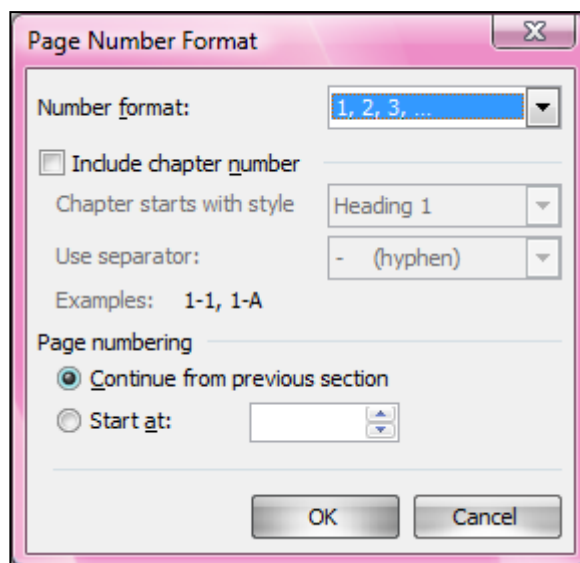 Page Number Format
Number format: 1, 2, 3, ...
Include chapter number
Chapter starts with style Heading 1
Use separator: - (hyphen)
Examples: 1-1, 1-A
Page numbering
Continue from previous section
Start at:
OK Cancel